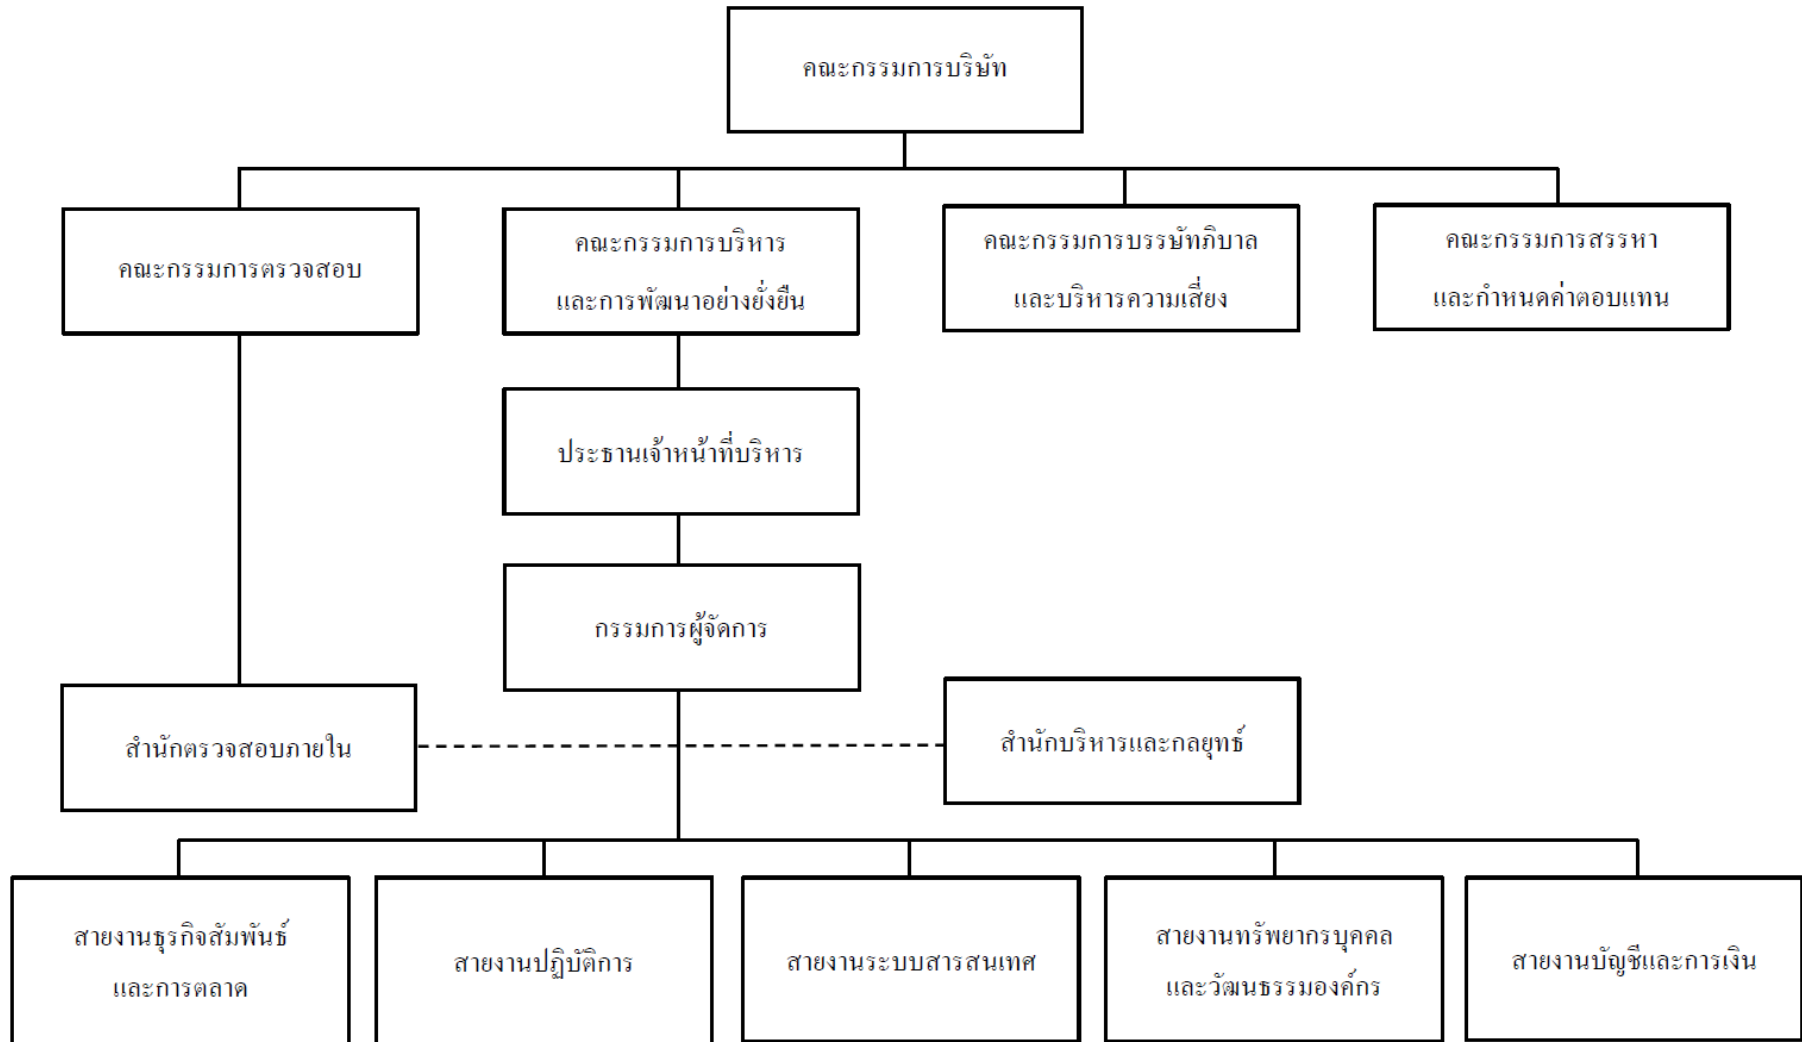 คณะกรรมการบริษัท
คณะกรรมการตรวจสอบ
คณะกรรมการบริหาร
และการพัฒนาอย่างยั่งยืน
คณะกรรมการบรรษัทภิบาล
และบริหารความเสี่ยง
คณะกรรมการสรรหา
และกำหนดค่าตอบแทน
ประธานเจ้าหน้าที่บริหาร
กรรมการผู้จัดการ
สำนักตรวจสอบภายใน
สำนักบริหารและกลยุทธ์
สายงานธุรกิจสัมพันธ์
และการตลาด
สายงานปฏิบัติการ
สายงานระบบสารสนเทศ
สายงานทรัพยากรบุคคล
และวัฒนธรรมองค์กร
สายงานบัญชีและการเงิน